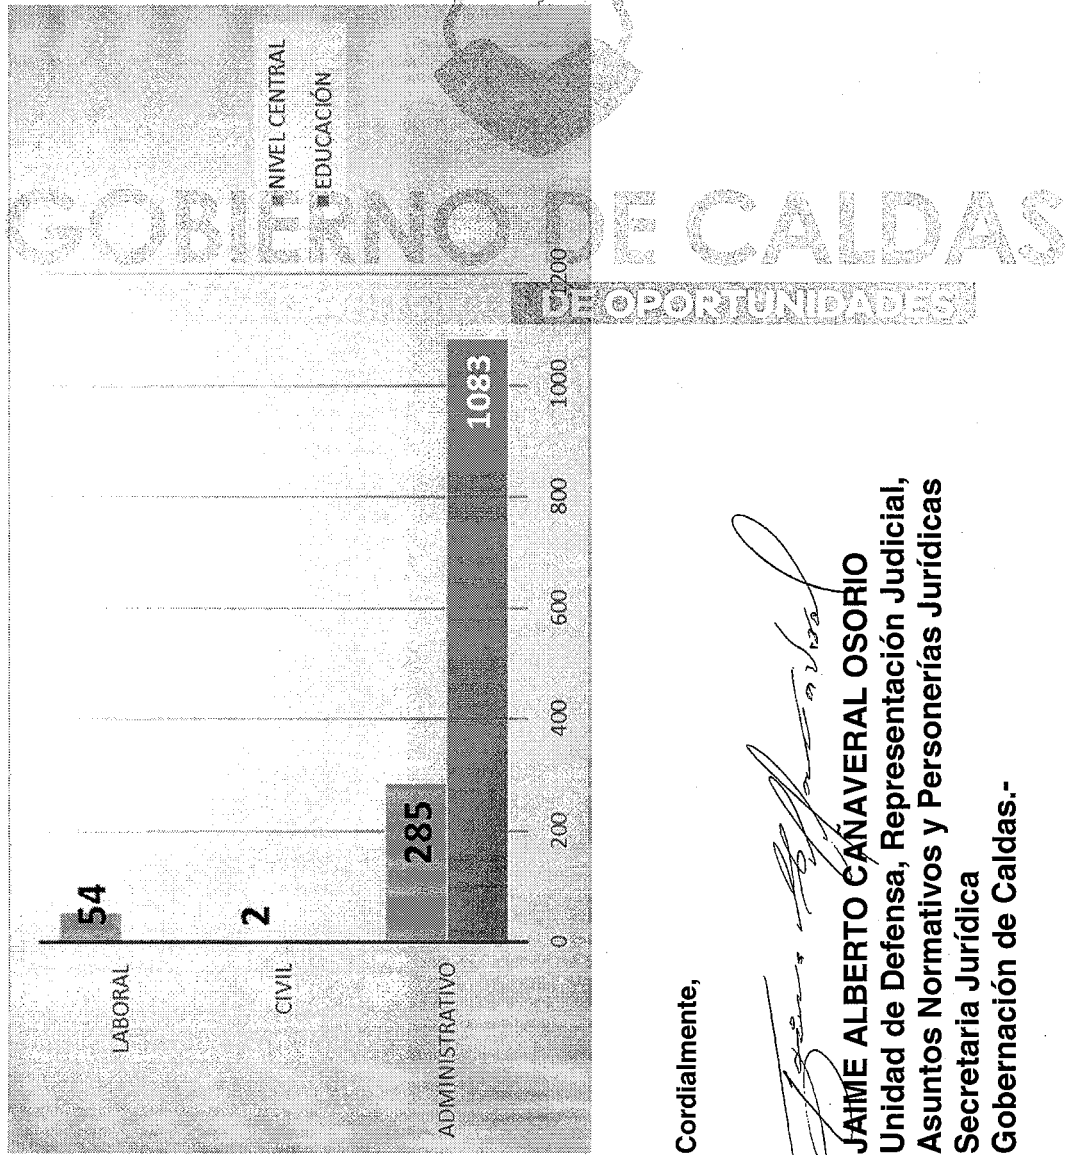 GOBIERNO DE CALDAS
DE OPORTUNIDADES
NIVEL CENTRAL
EDUCACIÓN
LABORAL
54
CIVIL
2
ADMINISTRATIVO
285
1083
0 200 400 600 800 1000 1200
Cordialmente,
JAIME ALBERTO CAÑAVERAL OSORIO
Unidad de Defensa, Representación Judicial,
Asuntos Normativos y Personerías Jurídicas
Secretaria Jurídica
Gobernación de Caldas.-